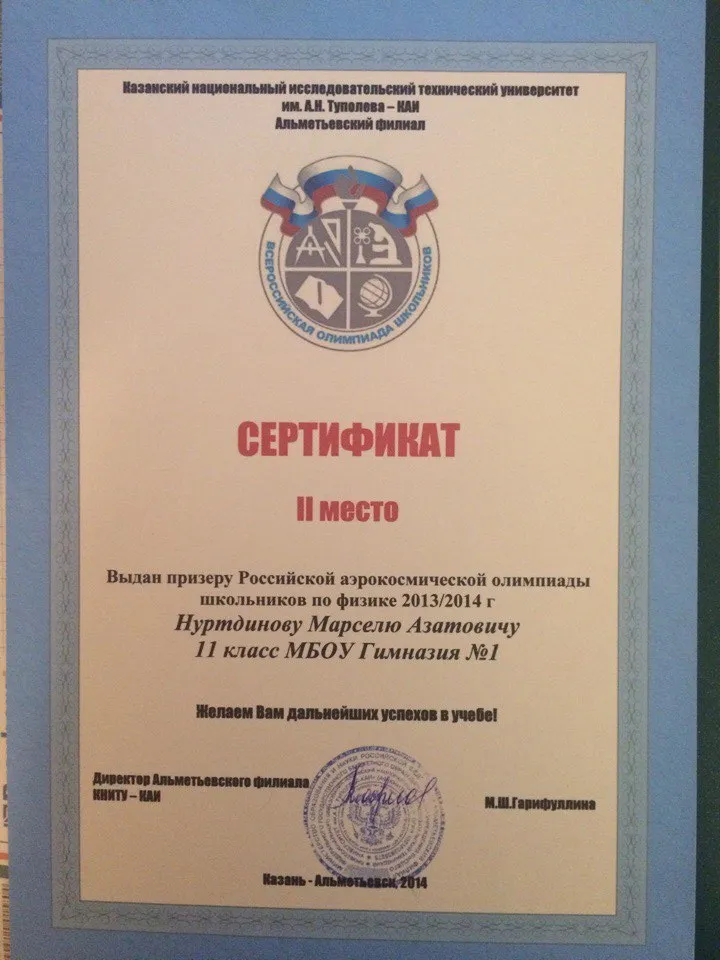 Казанский национальный исследовательский технический университет
им. А.Н. Туполева – КАИ
Альметьевский филиал
ВСЕРОССИЙСКАЯ ОЛИМПИАДА ШКОЛЬНИКОВ
СЕРТИФИКАТ
II место
Выдан призеру Российской аэрокосмической олимпиады
школьников по физике 2013/2014 г
Нуртдинову Марселю Азатовичу
11 класс МБОУ Гимназия №1
Желаем Вам дальнейших успехов в учебе!
Директор Альметьевского филиала
КНИТУ – КАИ
М.Ш.Гарифуллина
Казань - Альметьевск, 2014